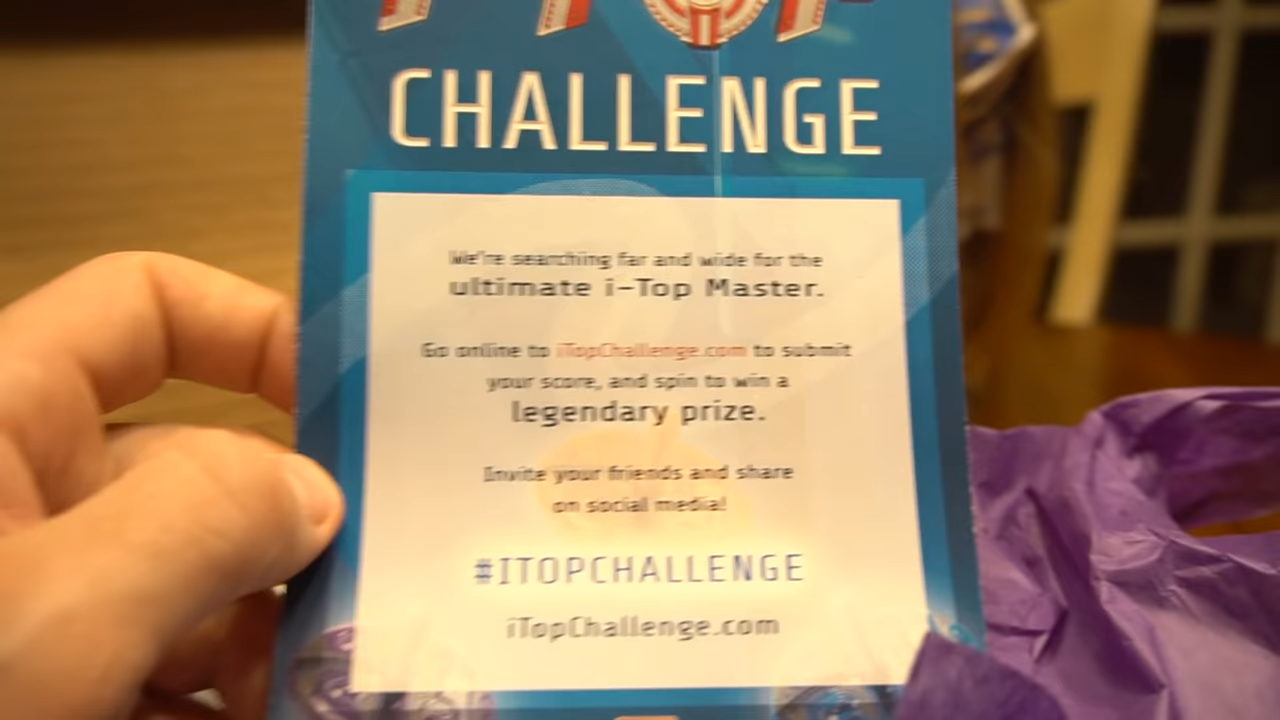 CHALLENGE
We're searching far and wide for the
ultimate i-Top Master.
Go online to iTopChallenge.com to submit
your score, and spin to win a
legendary prize.
Invite your friends and share
on social media!
#ITOPCHALLENGE
iTopChallenge.com